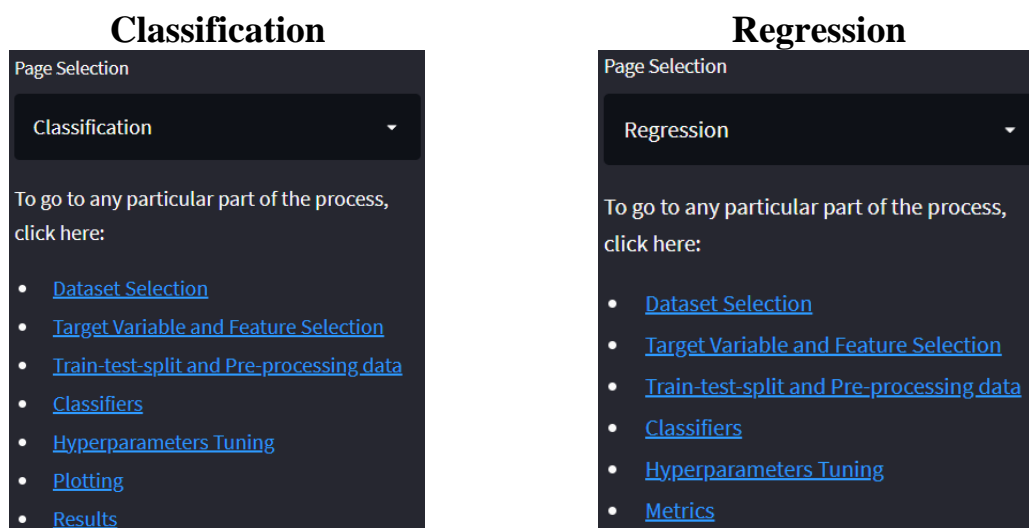 Classification
Page Selection
Classification
To go to any particular part of the process,
click here:
Dataset Selection
Target Variable and Feature Selection
Train-test-split and Pre-processing data
Classifiers
Hyperparameters Tuning
Plotting
Results
Regression
Page Selection
Regression
To go to any particular part of the process,
click here:
Dataset Selection
Target Variable and Feature Selection
Train-test-split and Pre-processing data
Classifiers
Hyperparameters Tuning
Metrics